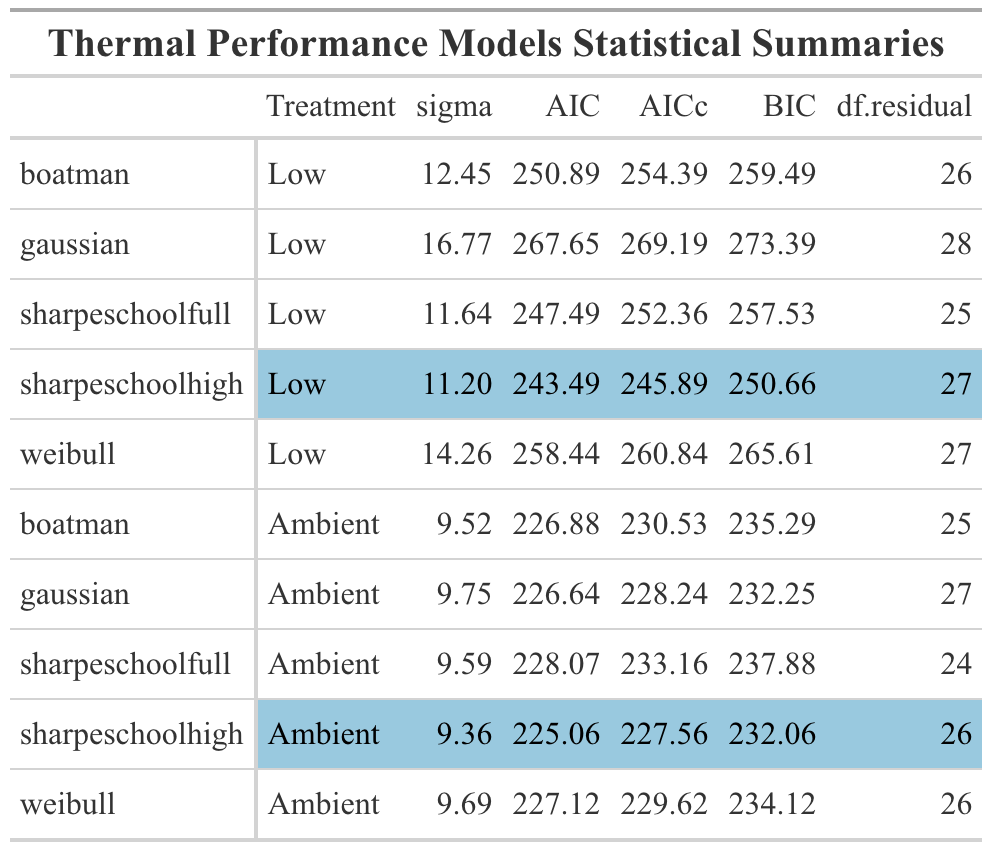 Thermal Performance Models Statistical Summaries
Treatment sigma AIC AICc BIC df.residual
boatman Low 12.45 250.89 254.39 259.49 26
gaussian Low 16.77 267.65 269.19 273.39 28
sharpeschoolfull Low 11.64 247.49 252.36 257.53 25
sharpeschoolhigh Low 11.20 243.49 245.89 250.66 27
weibull Low 14.26 258.44 260.84 265.61 27
boatman Ambient 9.52 226.88 230.53 235.29 25
gaussian Ambient 9.75 226.64 228.24 232.25 27
sharpeschoolfull Ambient 9.59 228.07 233.16 237.88 24
sharpeschoolhigh Ambient 9.36 225.06 227.56 232.06 26
weibull Ambient 9.69 227.12 229.62 234.12 26